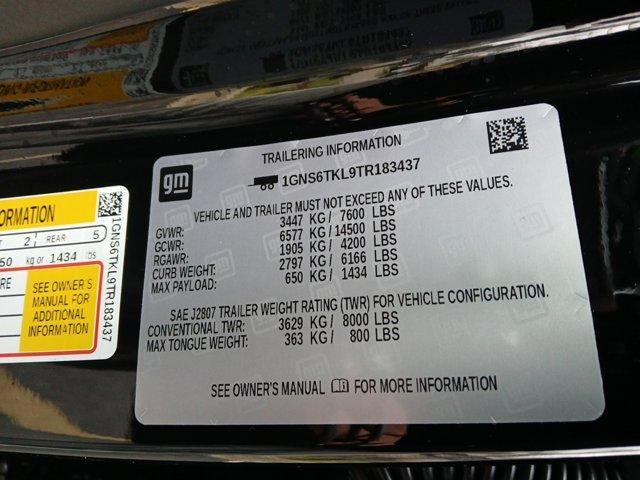 TRAILERING INFORMATION
gm
1GNS6TKL9TR183437
VEHICLE AND TRAILER MUST NOT EXCEED ANY OF THESE VALUES.
GVWR: 3447 KG / 7600 LBS
GCWR: 6577 KG / 14500 LBS
RGAWR: 1905 KG / 4200 LBS
CURB WEIGHT: 2797 KG / 6166 LBS
MAX PAYLOAD: 650 KG / 1434 LBS
SAE J2807 TRAILER WEIGHT RATING (TWR) FOR VEHICLE CONFIGURATION.
CONVENTIONAL TWR: 3629 KG / 8000 LBS
MAX TONGUE WEIGHT: 363 KG / 800 LBS
SEE OWNER'S MANUAL FOR MORE INFORMATION
ORMATION
2 REAR 5
50 kg or 1434 lbs
RE
SEE OWNER'S
MANUAL FOR
ADDITIONAL
INFORMATION
1GNS6TKL9TR183437